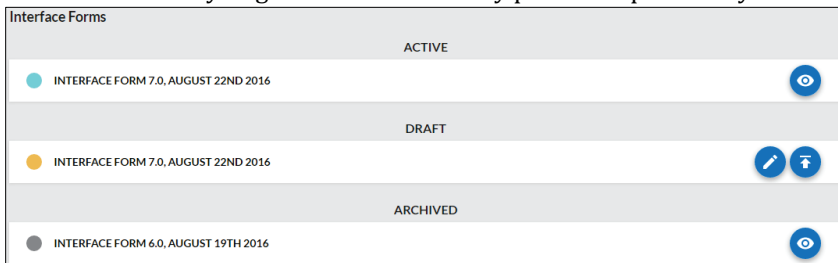 Interface Forms
ACTIVE
INTERFACE FORM 7.0, AUGUST 22ND 2016
DRAFT
INTERFACE FORM 7.0, AUGUST 22ND 2016
ARCHIVED
INTERFACE FORM 6.0, AUGUST 19TH 2016